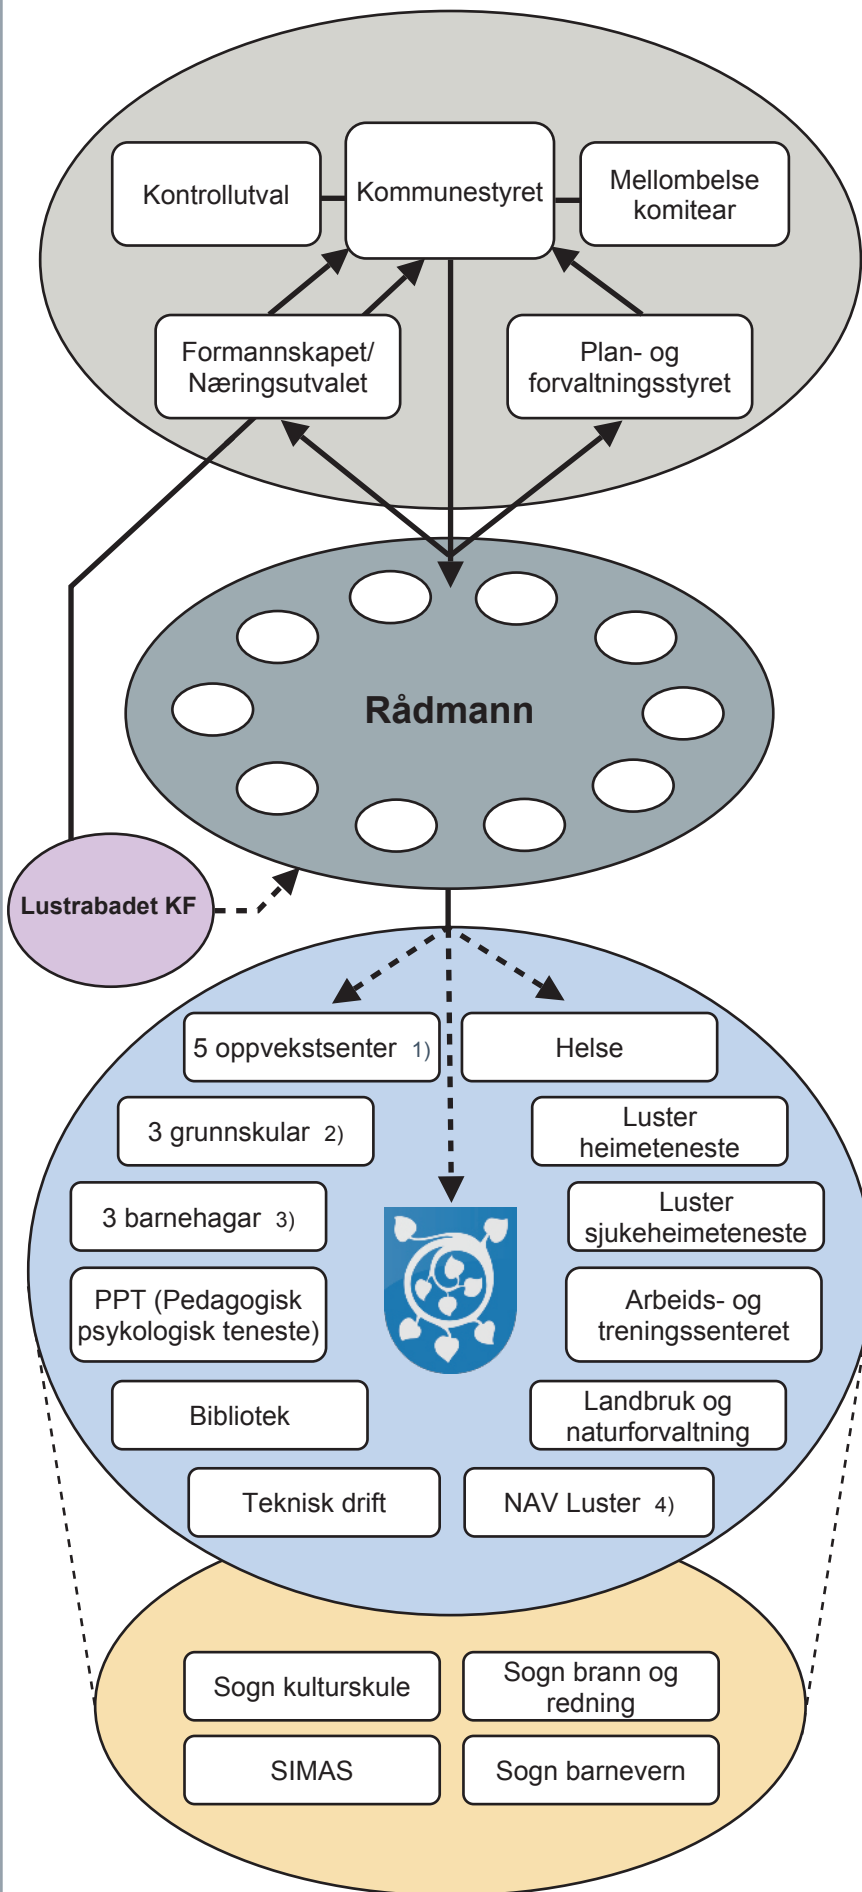 Kontrollutval
Kommunestyret
Mellombelse
komitear
Formannskapet/
Næringsutvalet
Plan- og
forvaltningsstyret
Rådmann
Lustrabadet KF
5 oppvekstsenter 1)
Helse
3 grunnskular 2)
Luster
heimeteneste
3 barnehagar 3)
Luster
sjukeheimeteneste
PPT (Pedagogisk
psykologisk teneste)
Arbeids- og
treningssenteret
Bibliotek
Landbruk og
naturforvaltning
Teknisk drift
NAV Luster 4)
Sogn kulturskule
Sogn brann og
redning
SIMAS
Sogn barnevern